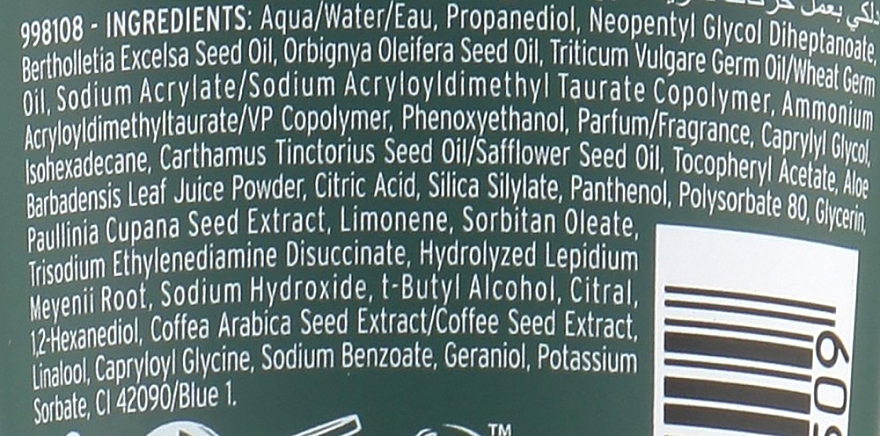 998108 - INGREDIENTS: Aqua/Water/Eau, Propanediol, Neopentyl Glycol Diheptanoate,
Bertholletia Excelsa Seed Oil, Orbignya Oleifera Seed Oil, Triticum Vulgare Germ Oil/Wheat Germ
Oil, Sodium Acrylate/Sodium Acryloyldimethyl Taurate Copolymer, Ammonium
Acryloyldimethyltaurate/VP Copolymer, Phenoxyethanol, Parfum/Fragrance, Caprylyl Glycol,
Isohexadecane, Carthamus Tinctorius Seed Oil/Safflower Seed Oil, Tocopheryl Acetate, Aloe
Barbadensis Leaf Juice Powder, Citric Acid, Silica Silylate, Panthenol, Polysorbate 80, Glycerin,
Paullinia Cupana Seed Extract, Limonene, Sorbitan Oleate,
Trisodium Ethylenediamine Disuccinate, Hydrolyzed Lepidium
Meyenii Root, Sodium Hydroxide, t-Butyl Alcohol, Citral,
1,2-Hexanediol, Coffea Arabica Seed Extract/Coffee Seed Extract,
Linalool, Capryloyl Glycine, Sodium Benzoate, Geraniol, Potassium
Sorbate, CI 42090/Blue 1.
TM